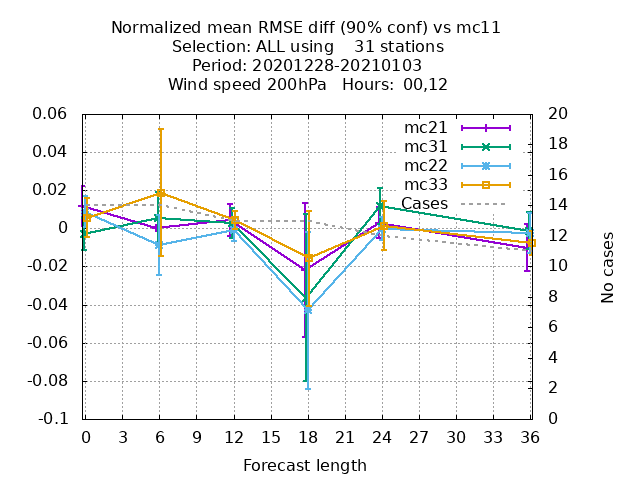 Normalized mean RMSE diff (90% conf) vs mc11
Selection: ALL using    31 stations
Period: 20201228-20210103
Wind speed 200hPa   Hours:  00,12
0.06
0.04
0.02
0
-0.02
-0.04
-0.06
-0.08
-0.1
20
18
16
14
12
10
8
6
4
2
0
mc21
mc31
mc22
mc33
Cases
No cases
0 3 6 9 12 15 18 21 24 27 30 33 36
Forecast length